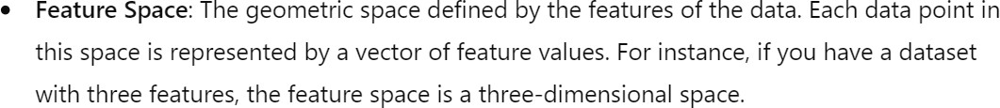 • Feature Space: The geometric space defined by the features of the data. Each data point in
this space is represented by a vector of feature values. For instance, if you have a dataset
with three features, the feature space is a three-dimensional space.